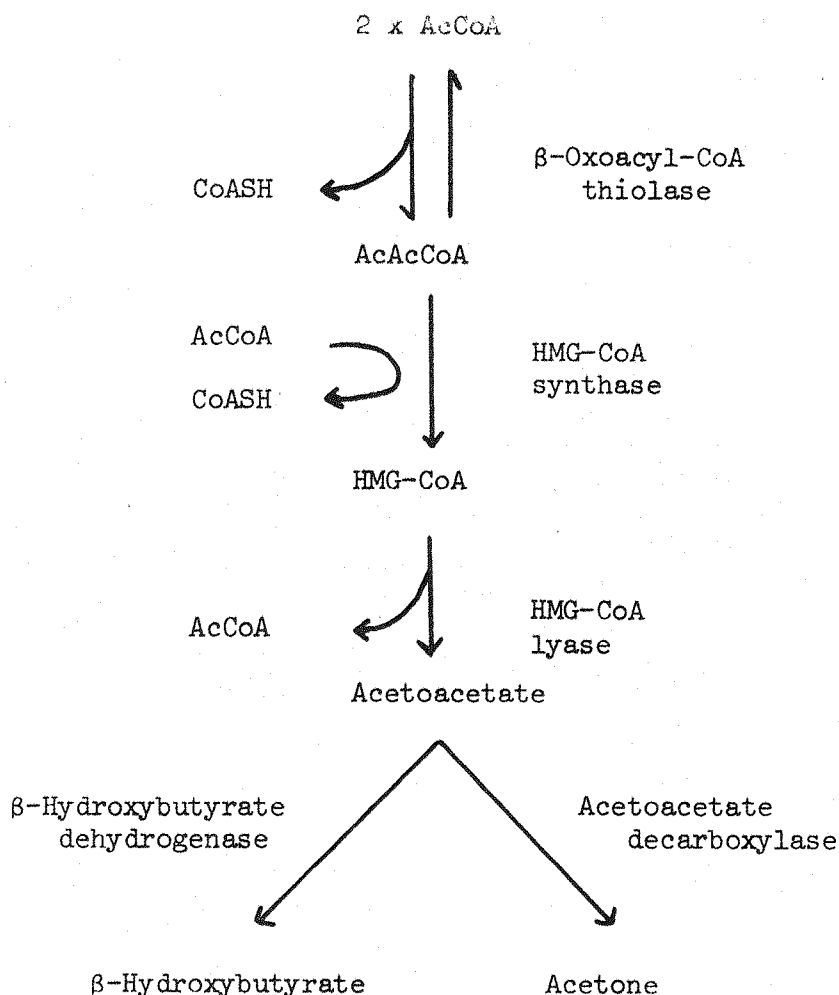 2 x AcCoA
β-Oxoacyl-CoA
thiolase
CoASH
AcAcCoA
AcCoA
HMG-CoA
synthase
CoASH
HMG-CoA
AcCoA
HMG-CoA
lyase
Acetoacetate
β-Hydroxybutyrate
dehydrogenase
Acetoacetate
decarboxylase
β-Hydroxybutyrate
Acetone